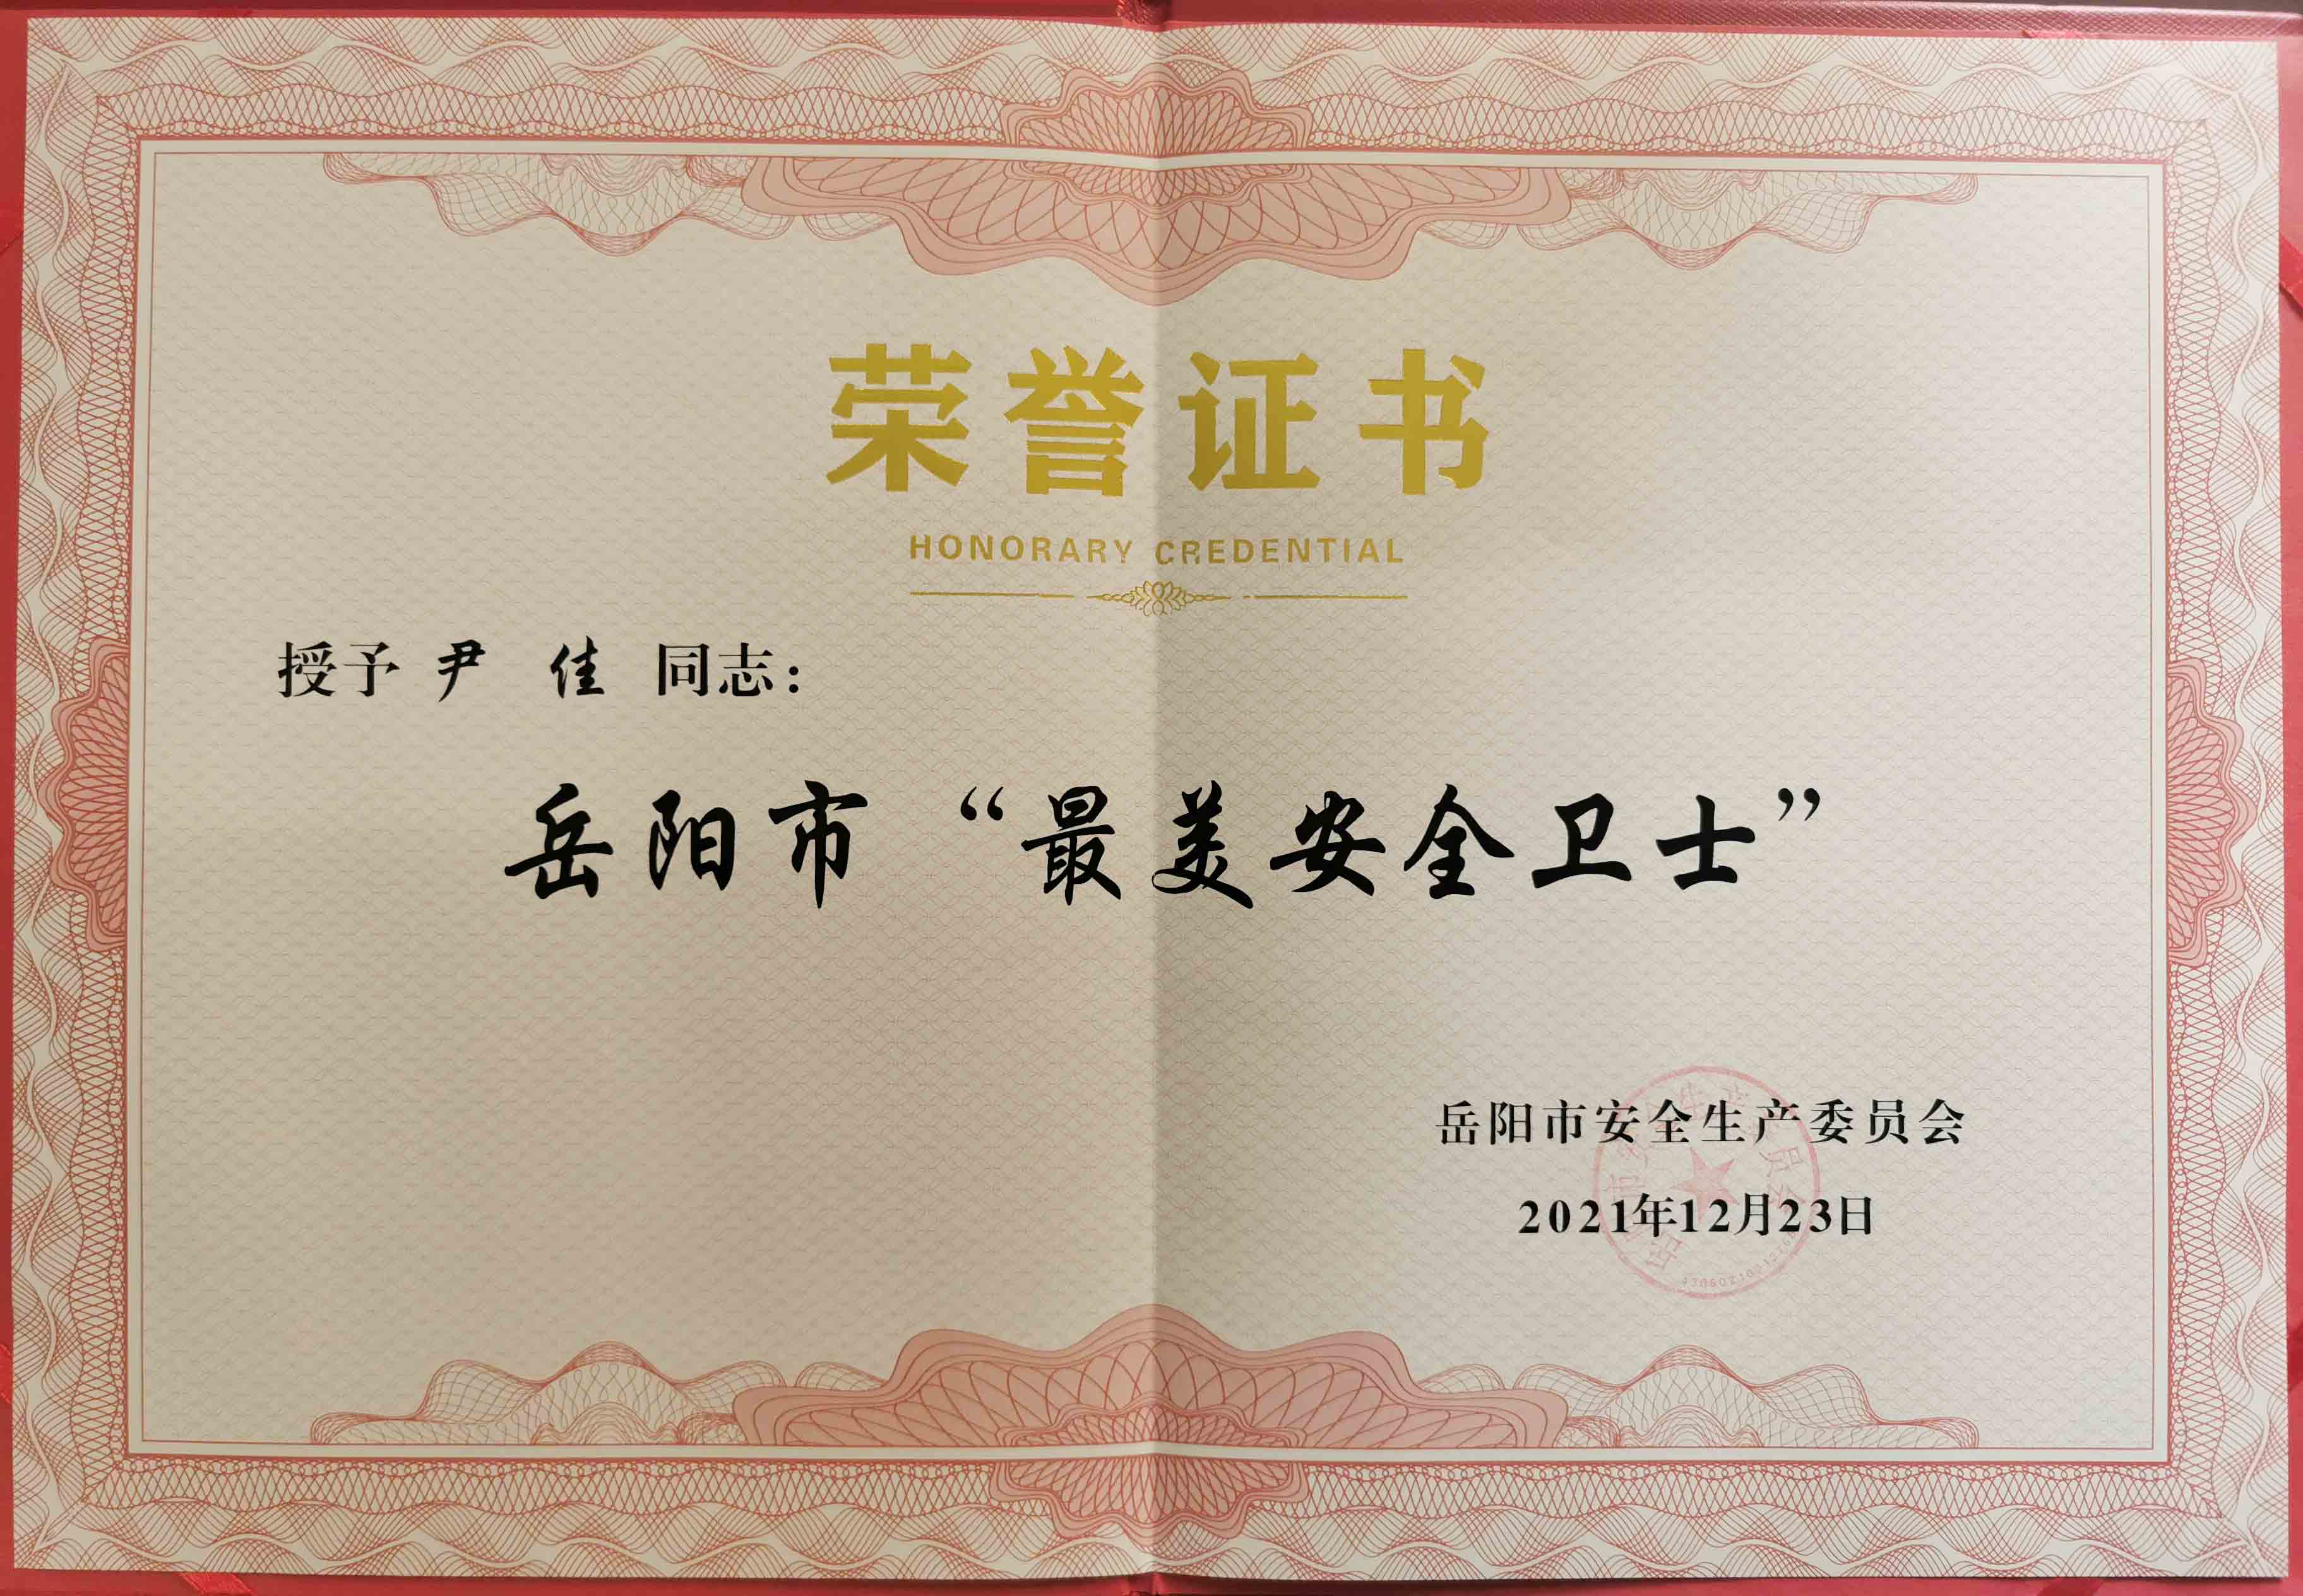 荣誉证书
HONORARY CREDENTIAL
授予 尹 佳 同志：
岳阳市“最美安全卫士”
岳阳市安全生产委员会
2021年12月23日